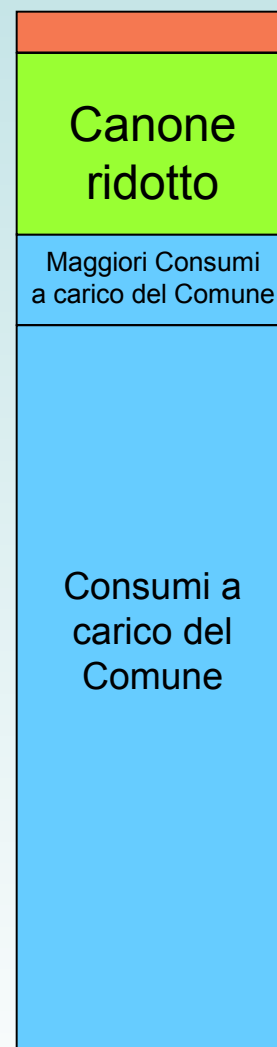 Canone
ridotto
Maggiori Consumi
a carico del Comune
Consumi a
carico del
Comune